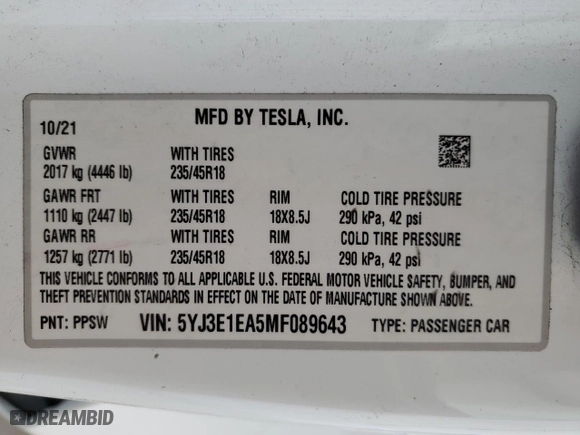 MFD BY TESLA, INC.
10/21
GVWR WITH TIRES
2017 kg (4446 lb) 235/45R18
GAWR FRT WITH TIRES RIM COLD TIRE PRESSURE
1110 kg (2447 lb) 235/45R18 18X8.5J 290 kPa, 42 psi
GAWR RR WITH TIRES RIM COLD TIRE PRESSURE
1257 kg (2771 lb) 235/45R18 18X8.5J 290 kPa, 42 psi
THIS VEHICLE CONFORMS TO ALL APPLICABLE U.S. FEDERAL MOTOR VEHICLE SAFETY, BUMPER, AND
THEFT PREVENTION STANDARDS IN EFFECT ON THE DATE OF MANUFACTURE SHOWN ABOVE.
PNT: PPSW VIN: 5YJ3E1EA5MF089643 TYPE: PASSENGER CAR
DREAMBID